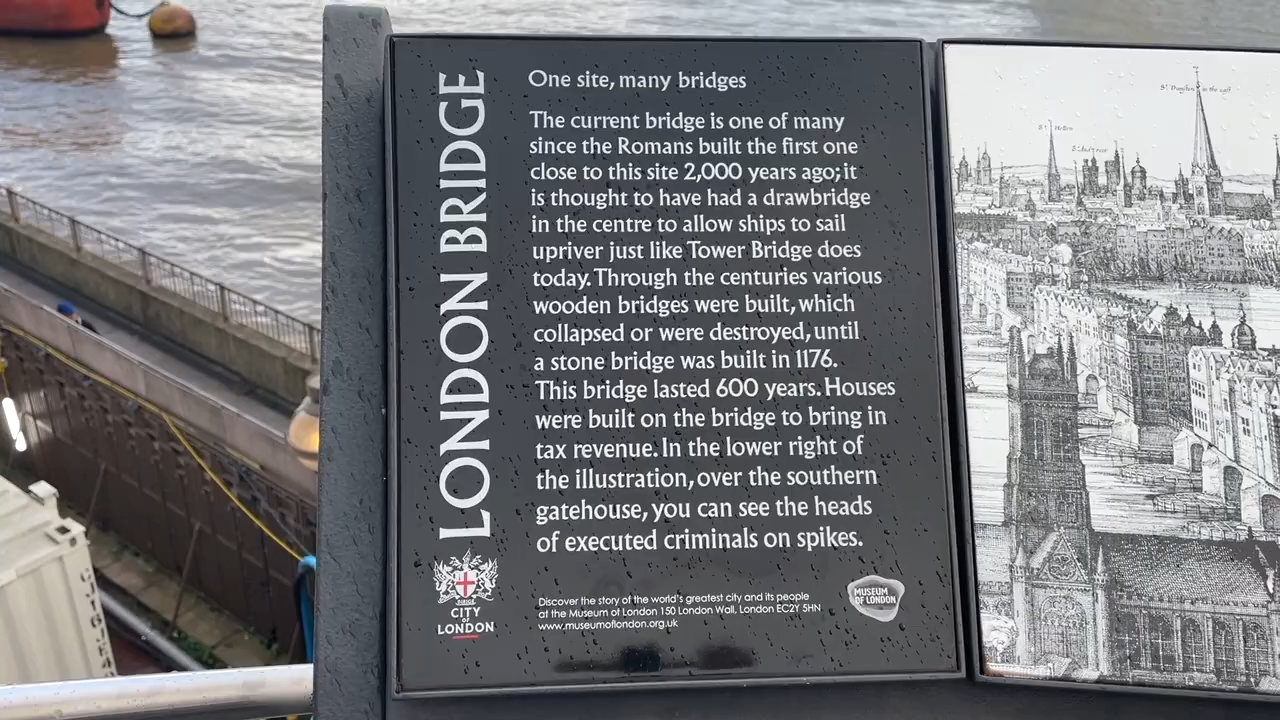 LONDON BRIDGE
One site, many bridges
The current bridge is one of many
since the Romans built the first one
close to this site 2,000 years ago; it
is thought to have had a drawbridge
in the centre to allow ships to sail
upriver just like Tower Bridge does
today. Through the centuries various
wooden bridges were built, which
collapsed or were destroyed, until
a stone bridge was built in 1176.
This bridge lasted 600 years. Houses
were built on the bridge to bring in
tax revenue. In the lower right of
the illustration, over the southern
gatehouse, you can see the heads
of executed criminals on spikes.
CITY
of
LONDON
Discover the story of the world's greatest city and its people
at the Museum of London 150 London Wall, London EC2Y 5HN
www.museumoflondon.org.uk
MUSEUM
OF LONDON